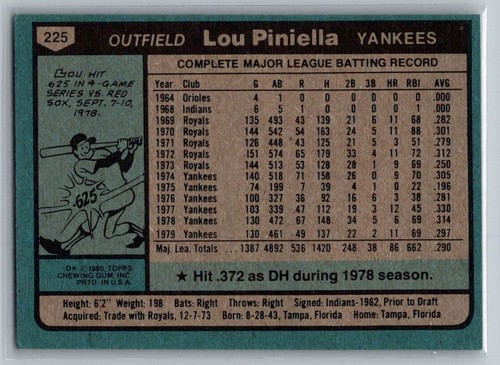 225 OUTFIELD Lou Piniella YANKEES
LOU HIT
.625 IN 4-GAME
SERIES VS. RED
SOX, SEPT. 7-10,
1978.
.625
D* © 1980, TOPPS
CHEWING GUM, INC.
PRTD. IN U.S.A.
COMPLETE MAJOR LEAGUE BATTING RECORD
Year Club G AB R H 2B 3B HR RBI AVG
1964 Orioles 4 1 0 0 0 0 0 0 .000
1968 Indians 6 5 1 0 0 0 0 1 .000
1969 Royals 135 493 43 139 21 6 11 68 .282
1970 Royals 144 542 54 163 24 5 11 88 .301
1971 Royals 126 448 43 125 21 5 3 51 .279
1972 Royals 151 574 65 179 33 4 11 72 .312
1973 Royals 144 513 53 128 28 1 9 69 .250
1974 Yankees 140 518 71 158 26 0 9 70 .305
1975 Yankees 74 199 7 39 4 1 0 22 .196
1976 Yankees 100 327 36 92 16 6 3 38 .281
1977 Yankees 103 339 47 112 19 3 12 45 .330
1978 Yankees 130 472 67 148 34 5 6 69 .314
1979 Yankees 130 461 49 137 22 2 11 69 .297
Maj. Lea. Totals ... 1387 4892 536 1420 248 38 86 662 .290
★ Hit .372 as DH during 1978 season.
Height: 6'2" Weight: 198 Bats: Right Throws: Right Signed: Indians-1962, Prior to Draft
Acquired: Trade with Royals, 12-7-73 Born: 8-28-43, Tampa, Florida Home: Tampa, Florida